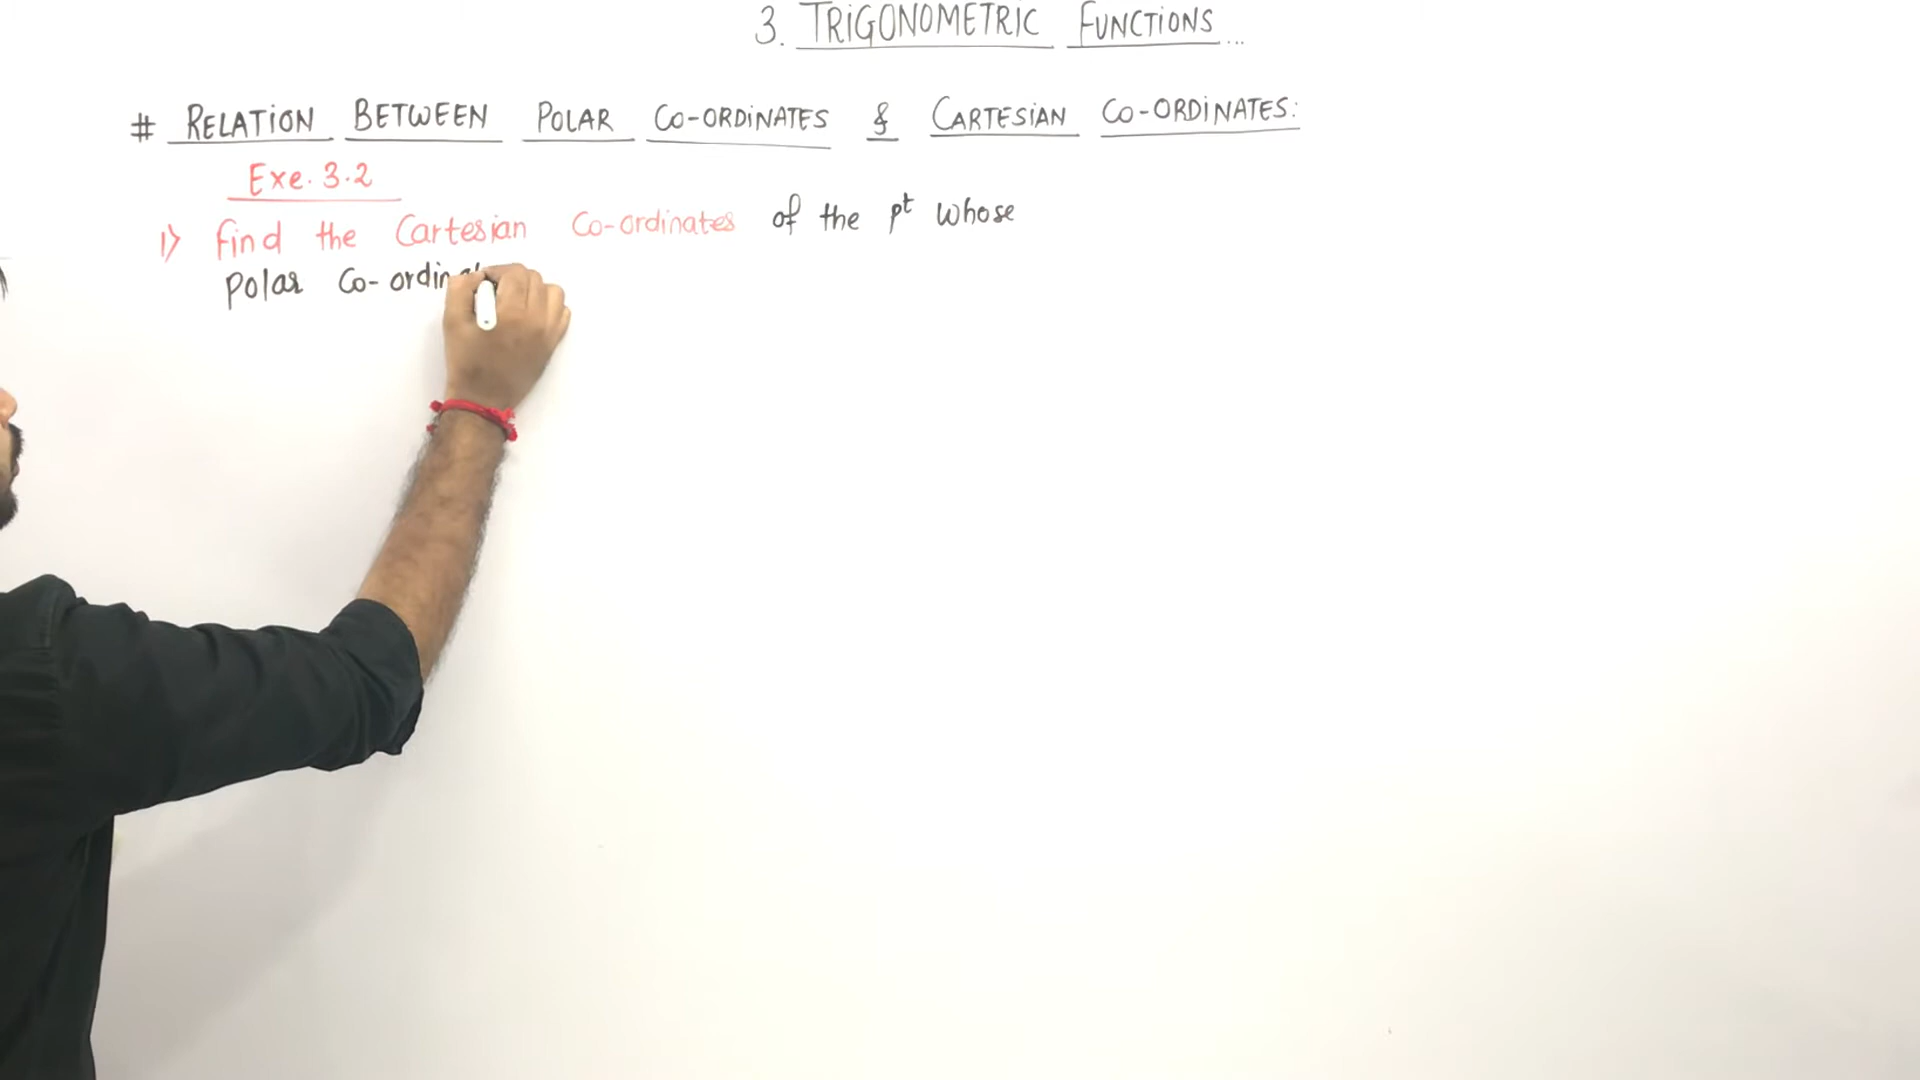 3. TRIGONOMETRIC FUNCTIONS...
# RELATION BETWEEN POLAR CO-ORDINATES & CARTESIAN CO-ORDINATES:
Exe. 3.2
1) find the Cartesian Co-ordinates of the pt whose
polar Co-ordin